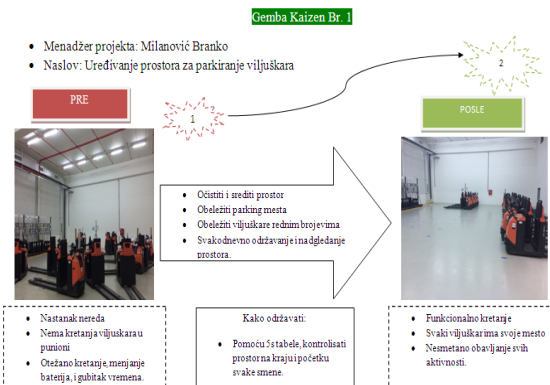 Gemba Kaizen Br. 1
• Menadžer projekta: Milanović Branko
• Naslov: Uređivanje prostora za parkiranje viljuškara
PRE
1
2
POSLE
• Očistiti i srediti prostor
• Obeležiti parking mesta
• Obeležiti viljuškare rednim brojevima
• Svakodnevno održavanje i nadgledanje
prostora.
• Nastanak nereda
• Nema kretanja viljuskara u
punioni
• Otežano kretanje, menjanje
baterija, i gubitak vremena.
Kako održavati:
• Pomoću 5s tabele, kontrolisati
prostor na kraju i početku
svake smene.
• Funkcionalno kretanje
• Svaki viljuškar ima svoje mesto
• Nesmetano obavljanje svih
aktivnosti.